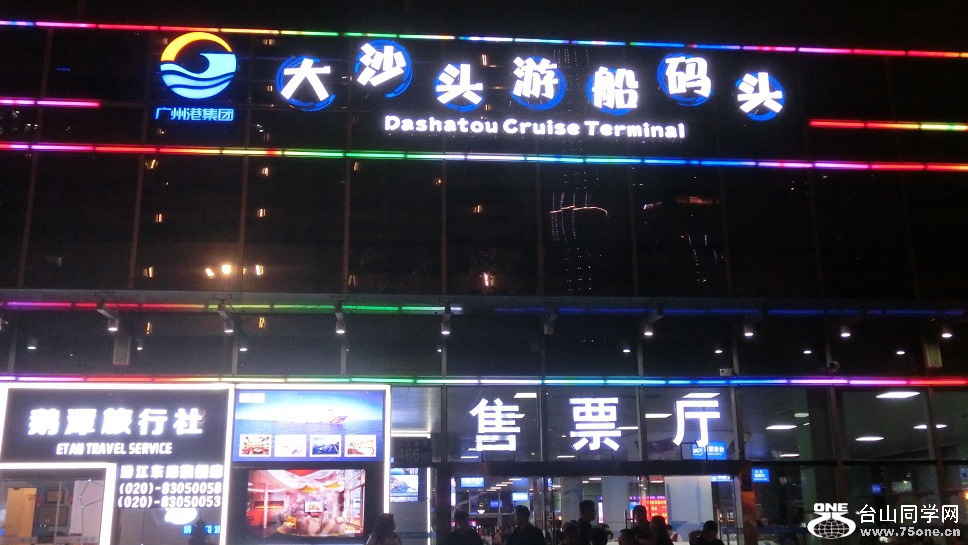 大沙头游船码头
广州港集团
Dashatou Cruise Terminal
鹅潭旅行社
ETAN TRAVEL SERVICE
售票厅
166
(020)-83050058
(020)-83050053
ONE
台山同学网
www.75one.cn